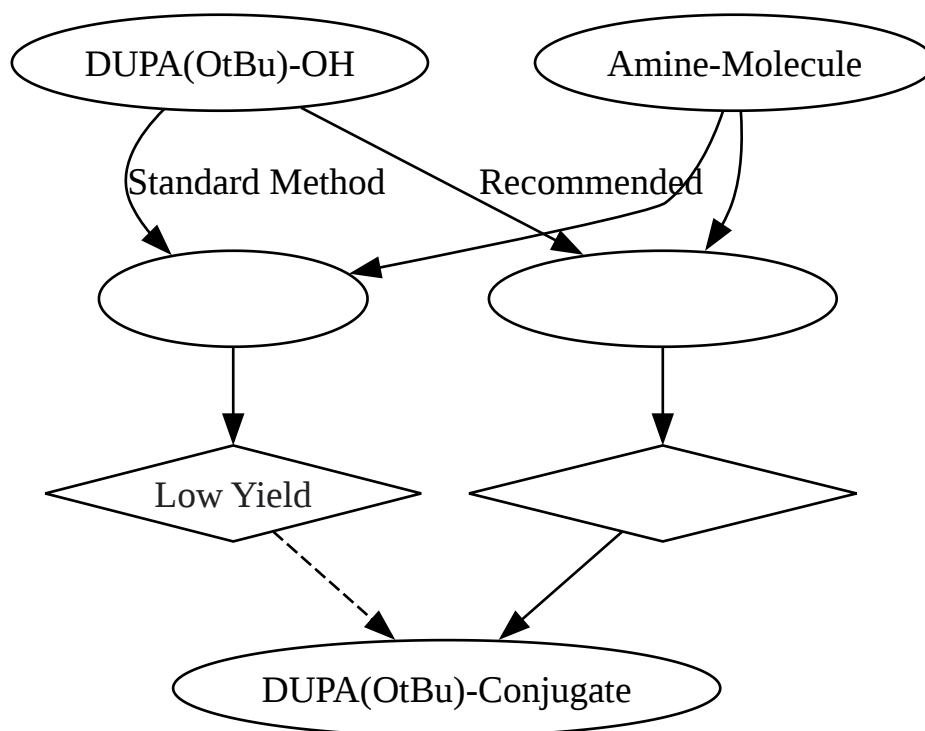 DUPA(OtBu)-OH
Amine-Molecule
Standard Method
Recommended
Low Yield
DUPA(OtBu)-Conjugate